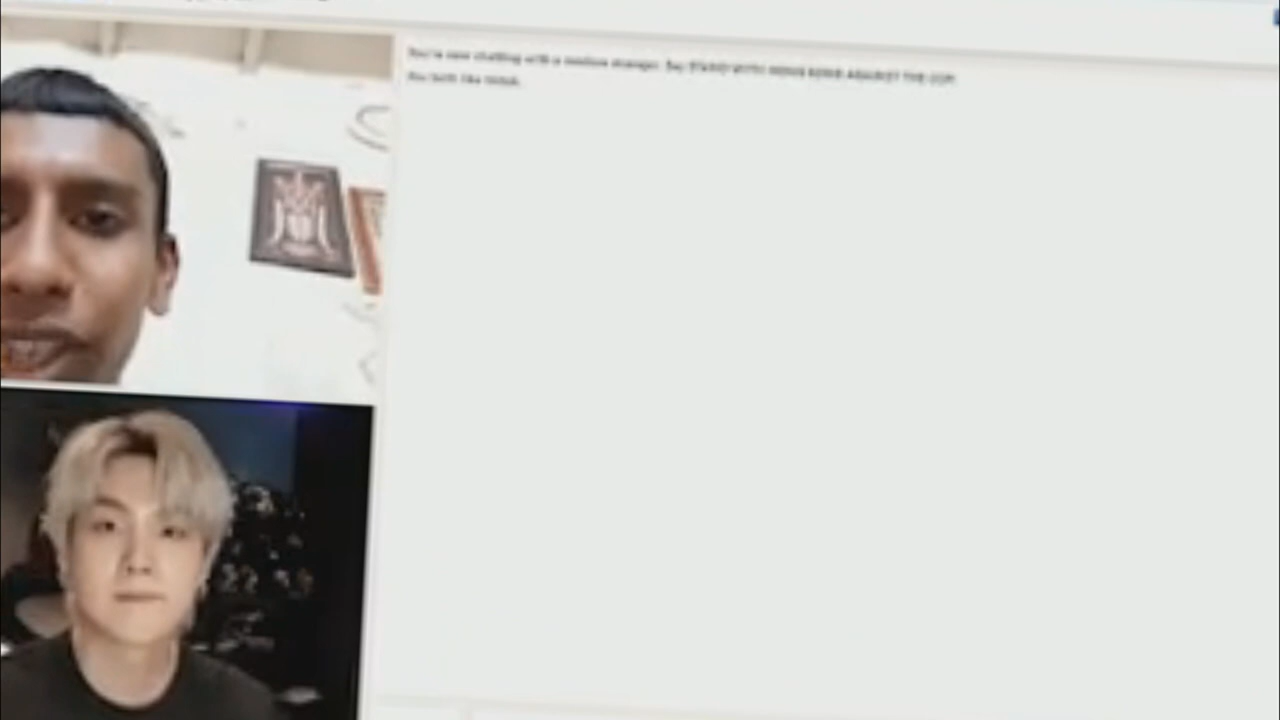 You're now chatting with a random stranger. Say STAND WITH HONG KONG AGAINST THE CCP!
You both like